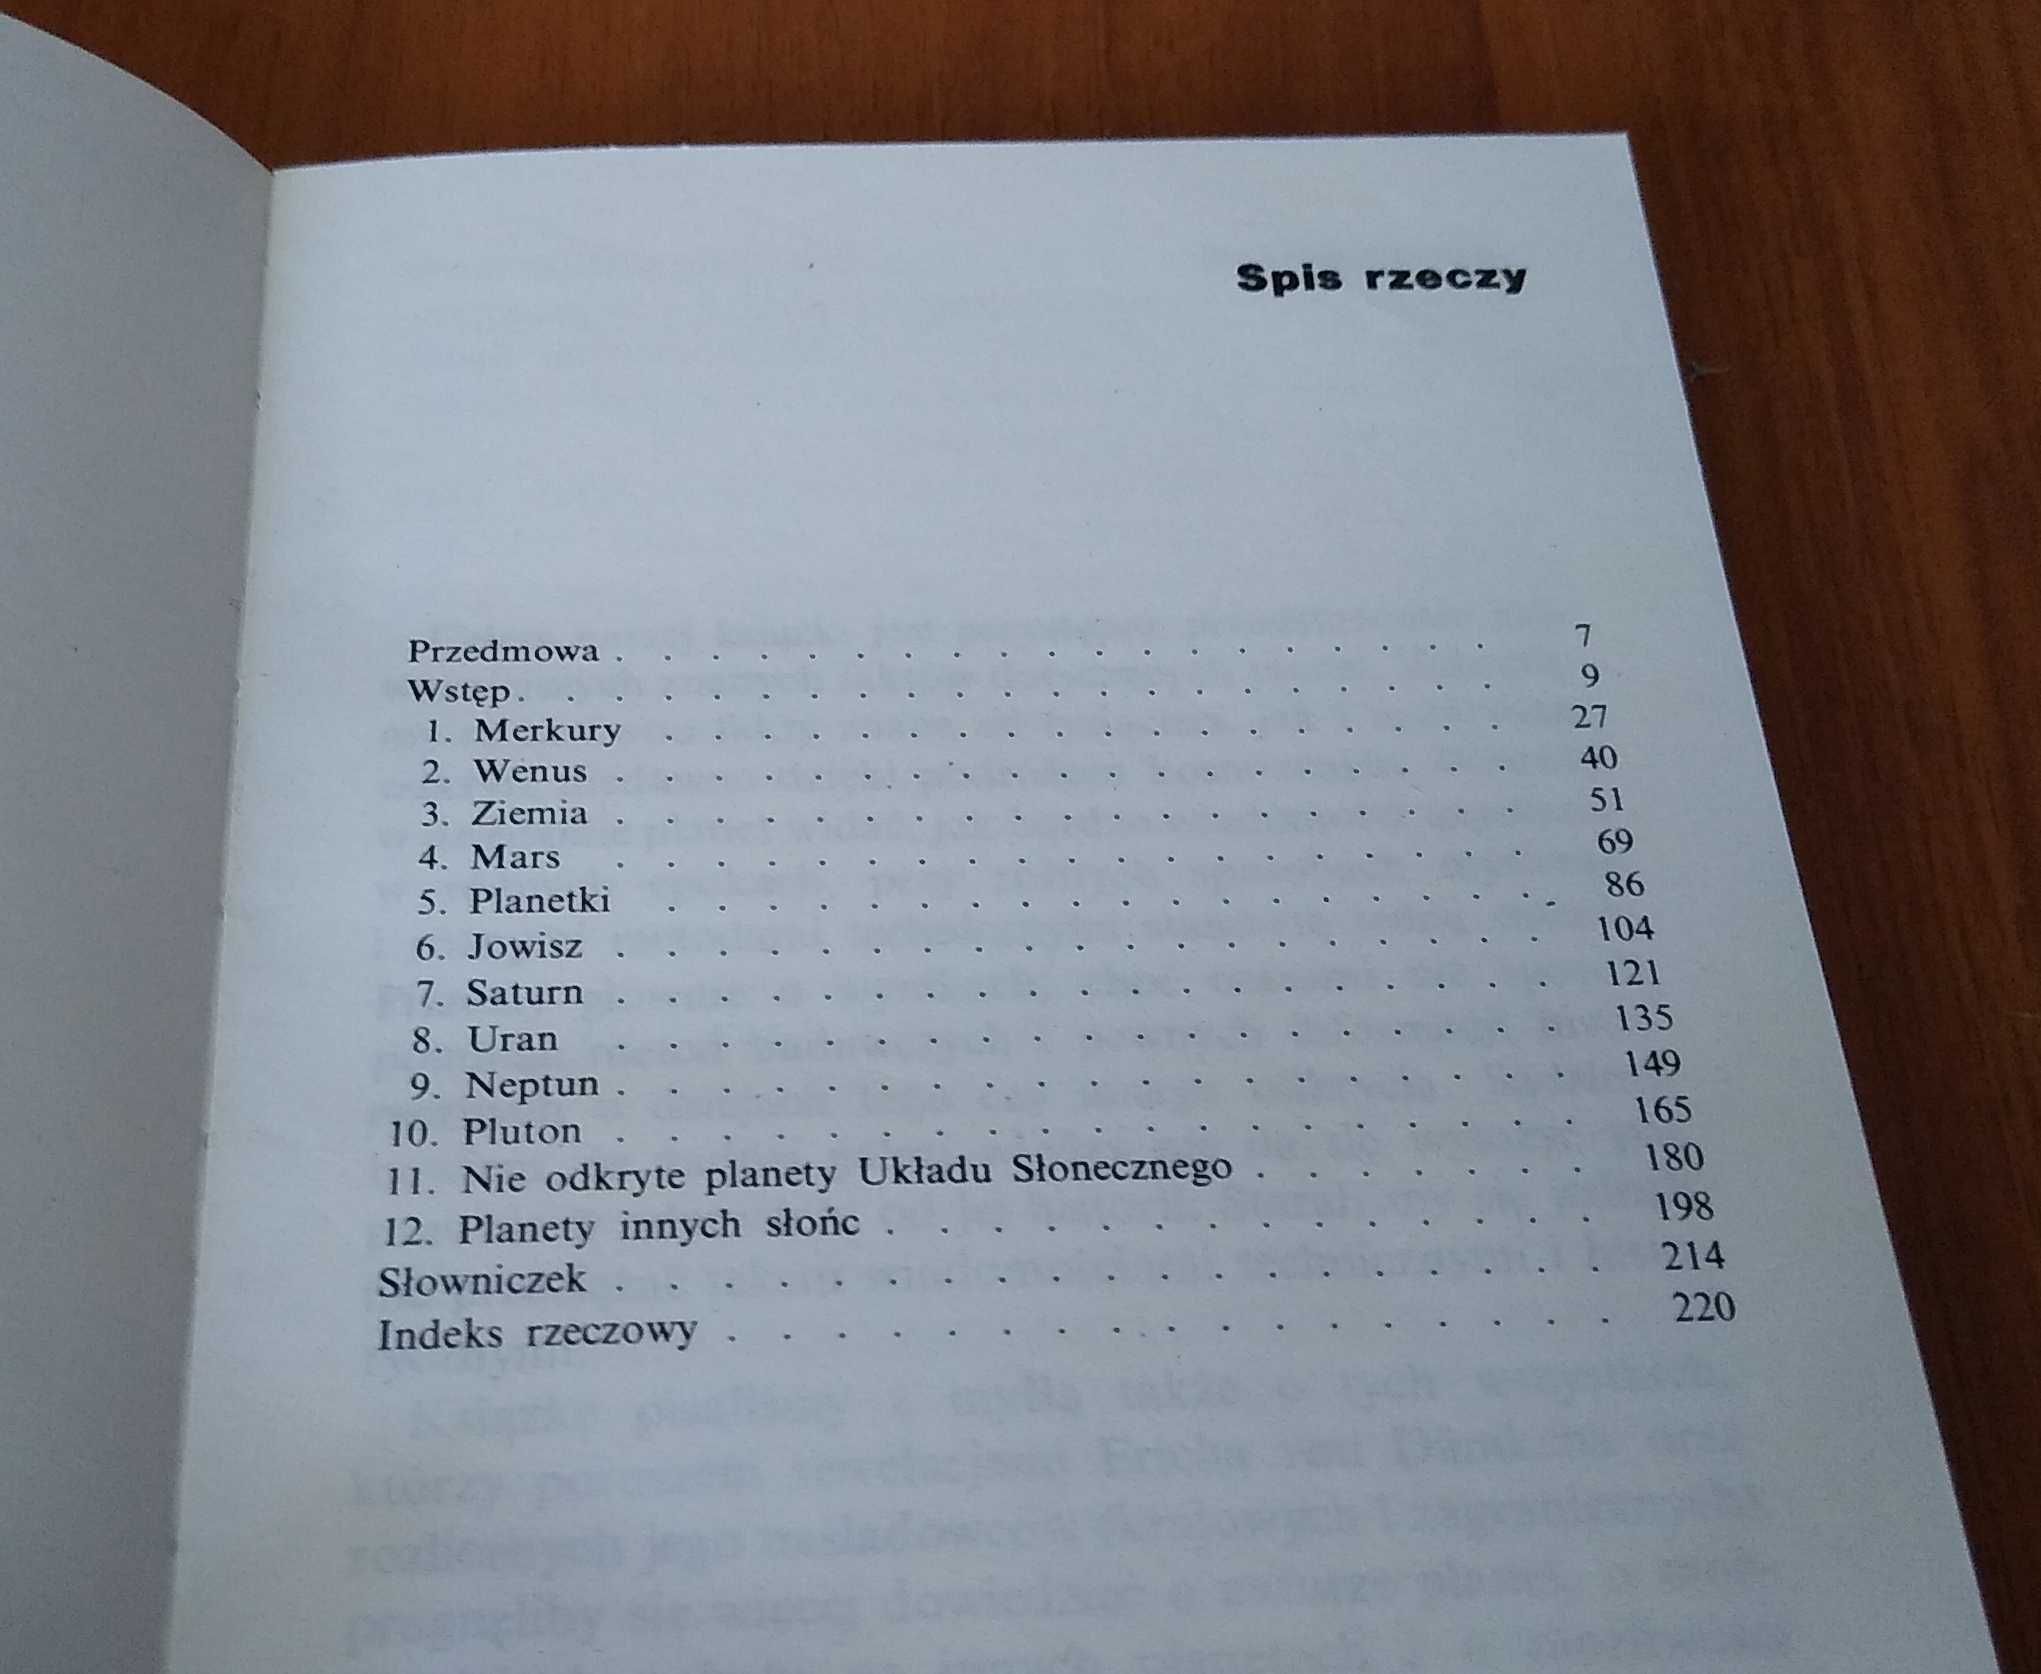 Spis rzeczy
Przedmowa . . . . . . . . . . . . . . . . . . . 7
Wstęp. . . . . . . . . . . . . . . . . . . . . 9
1. Merkury . . . . . . . . . . . . . . . . . . 27
2. Wenus . . . . . . . . . . . . . . . . . . . 40
3. Ziemia . . . . . . . . . . . . . . . . . . . 51
4. Mars . . . . . . . . . . . . . . . . . . . 69
5. Planetki . . . . . . . . . . . . . . . . . . 86
6. Jowisz . . . . . . . . . . . . . . . . . . . 104
7. Saturn . . . . . . . . . . . . . . . . . . . 121
8. Uran . . . . . . . . . . . . . . . . . . . 135
9. Neptun . . . . . . . . . . . . . . . . . . . 149
10. Pluton . . . . . . . . . . . . . . . . . . . 165
11. Nie odkryte planety Układu Słonecznego . . . . . . . 180
12. Planety innych słońc . . . . . . . . . . . . . . 198
Słowniczek . . . . . . . . . . . . . . . . . . . 214
Indeks rzeczowy . . . . . . . . . . . . . . . . . 220